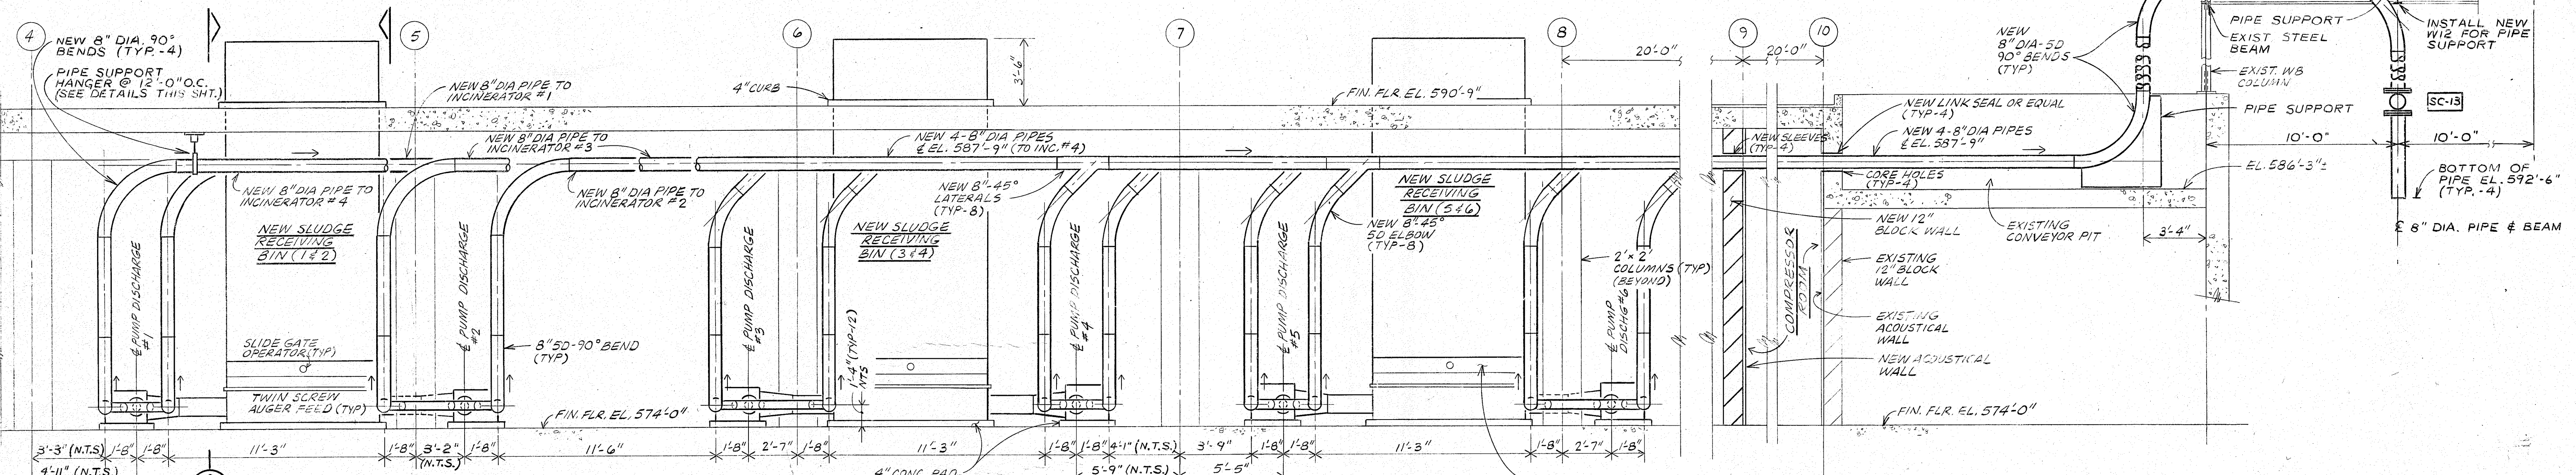 4
5
6
7
8
9
10
NEW 8" DIA. 90°
BENDS (TYP.-4)
PIPE SUPPORT
HANGER @ 12'-0" O.C.
(SEE DETAILS THIS SHT.)
NEW 8" DIA PIPE TO
INCINERATOR #1
NEW 8" DIA PIPE TO
INCINERATOR #3
4" CURB
3'-6"
FIN. FLR. EL. 590'-9"
20'-0"
20'-0"
NEW 4-8" DIA PIPES
℄ EL. 587'-9" (TO INC. #4)
NEW SLEEVES
(TYP-4)
NEW LINK SEAL OR EQUAL
(TYP-4)
NEW 4-8" DIA PIPES
℄ EL. 587'-9"
NEW
8" DIA-5D
90° BENDS
(TYP)
PIPE SUPPORT
EXIST. STEEL
BEAM
EXIST. W8
COLUMN
PIPE SUPPORT
INSTALL NEW
W12 FOR PIPE
SUPPORT
SC-13
10'-0"
10'-0"
EL. 586'-3"±
BOTTOM OF
PIPE EL. 592'-6"
(TYP.-4)
℄ 8" DIA. PIPE & BEAM
3'-4"
NEW 8" DIA PIPE TO
INCINERATOR #4
NEW 8" DIA PIPE TO
INCINERATOR #2
NEW 8"-45°
LATERALS
(TYP-8)
NEW SLUDGE
RECEIVING
BIN (1 & 2)
NEW SLUDGE
RECEIVING
BIN (3 & 4)
NEW SLUDGE
RECEIVING
BIN (5 & 6)
NEW 8"-45°
5D ELBOW
(TYP-8)
CORE HOLES
(TYP-4)
NEW 12"
BLOCK WALL
EXISTING
CONVEYOR PIT
2' x 2'
COLUMNS (TYP)
(BEYOND)
EXISTING
12" BLOCK
WALL
COMPRESSOR
ROOM
EXISTING
ACOUSTICAL
WALL
NEW ACOUSTICAL
WALL
℄ PUMP DISCHARGE
#1
℄ PUMP DISCHARGE
#2
℄ PUMP DISCHARGE
#3
℄ PUMP DISCHARGE
#4
℄ PUMP DISCHARGE
#5
℄ PUMP
DISCHG #6
SLIDE GATE
OPERATOR (TYP)
8" 5D-90° BEND
(TYP)
1'-4" (TYP-12)
NTS
TWIN SCREW
AUGER FEED (TYP)
FIN. FLR. EL. 574'-0"
FIN. FLR. EL. 574'-0"
3'-3" (N.T.S.)
1'-8"
1'-8"
11'-3"
1'-8"
3'-2"
(N.T.S.)
1'-8"
11'-6"
1'-8"
2'-7"
1'-8"
11'-3"
1'-8"
1'-8"
4'-1" (N.T.S.)
3'-9"
1'-8"
1'-8"
11'-3"
1'-8"
2'-7"
1'-8"
4'-11" (N.T.S.)
4" CONC. PAD
5'-9" (N.T.S.)
5'-5"